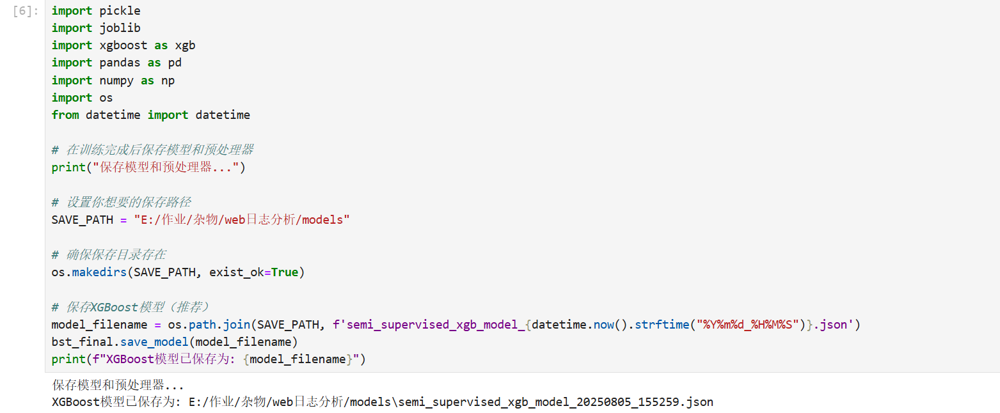 [6]:
import pickle
import joblib
import xgboost as xgb
import pandas as pd
import numpy as np
import os
from datetime import datetime
# 在训练完成后保存模型和预处理器
print("保存模型和预处理器...")
# 设置你想要的保存路径
SAVE_PATH = "E:/作业/杂物/web日志分析/models"
# 确保保存目录存在
os.makedirs(SAVE_PATH, exist_ok=True)
# 保存XGBoost模型（推荐）
model_filename = os.path.join(SAVE_PATH, f'semi_supervised_xgb_model_{datetime.now().strftime("%Y%m%d_%H%M%S")}.json')
bst_final.save_model(model_filename)
print(f"XGBoost模型已保存为: {model_filename}")
保存模型和预处理器...
XGBoost模型已保存为: E:/作业/杂物/web日志分析/models\semi_supervised_xgb_model_20250805_155259.json